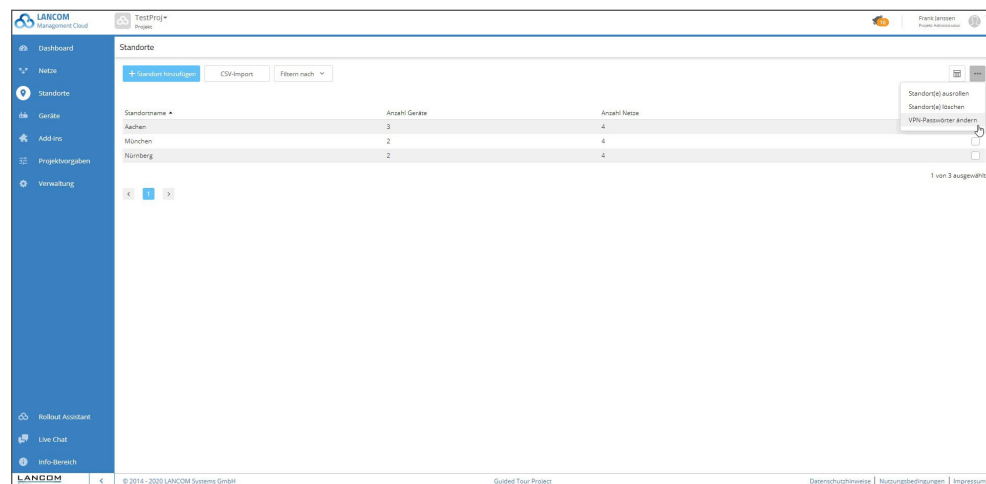 LANCOM
Management Cloud
TestProj
Projekt
16
Frank Janssen
Projekt Administrator
Dashboard
Netze
Standorte
Geräte
Add-ins
Projektvorgaben
Verwaltung
Rollout Assistant
Live Chat
Info-Bereich
LANCOM
Standorte
+ Standort hinzufügen
CSV-Import
Filtern nach
Standort(e) ausrollen
Standort(e) löschen
VPN-Passwörter ändern
Standortname Anzahl Geräte Anzahl Netze
Aachen 3 4
München 2 4
Nürnberg 2 4
1 von 3 ausgewählt
< 1 >
< © 2014 - 2020 LANCOM Systems GmbH Guided Tour Project Datenschutzhinweise | Nutzungsbedingungen | Impressum